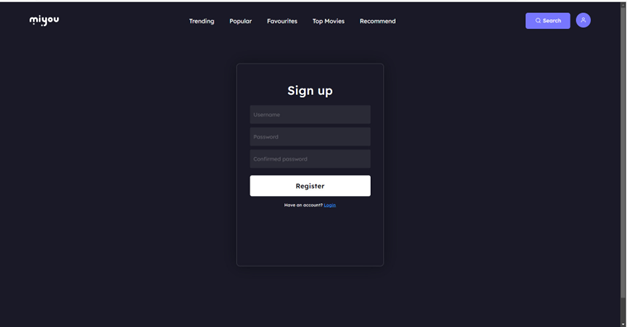 miyou
Trending Popular Favourites Top Movies Recommend
Search
Sign up
Username
Password
Confirmed password
Register
Have an account? Login